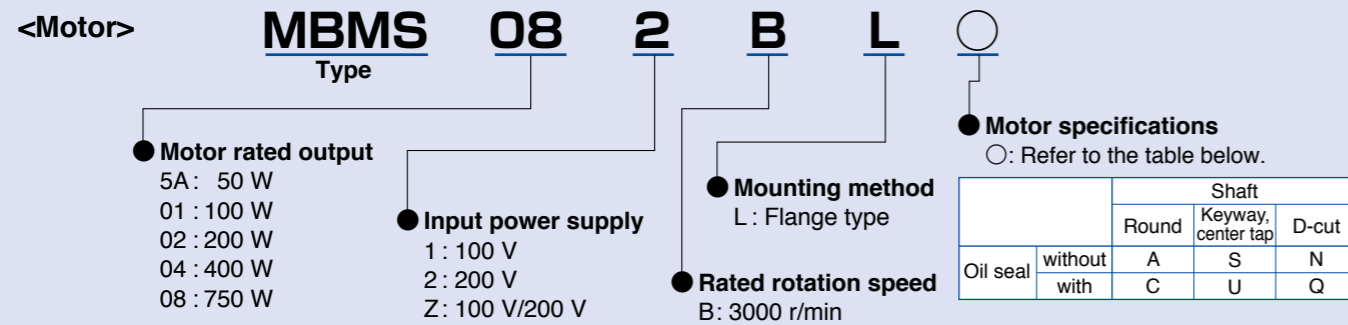 <Motor> MBMS 08 2 B L ○
Type
● Motor rated output
5A : 50 W
01 : 100 W
02 : 200 W
04 : 400 W
08 : 750 W
● Input power supply
1 : 100 V
2 : 200 V
Z : 100 V/200 V
● Rated rotation speed
B: 3000 r/min
● Mounting method
L : Flange type
● Motor specifications
○: Refer to the table below.
Shaft
Round Keyway, center tap D-cut
Oil seal without A S N
with C U Q